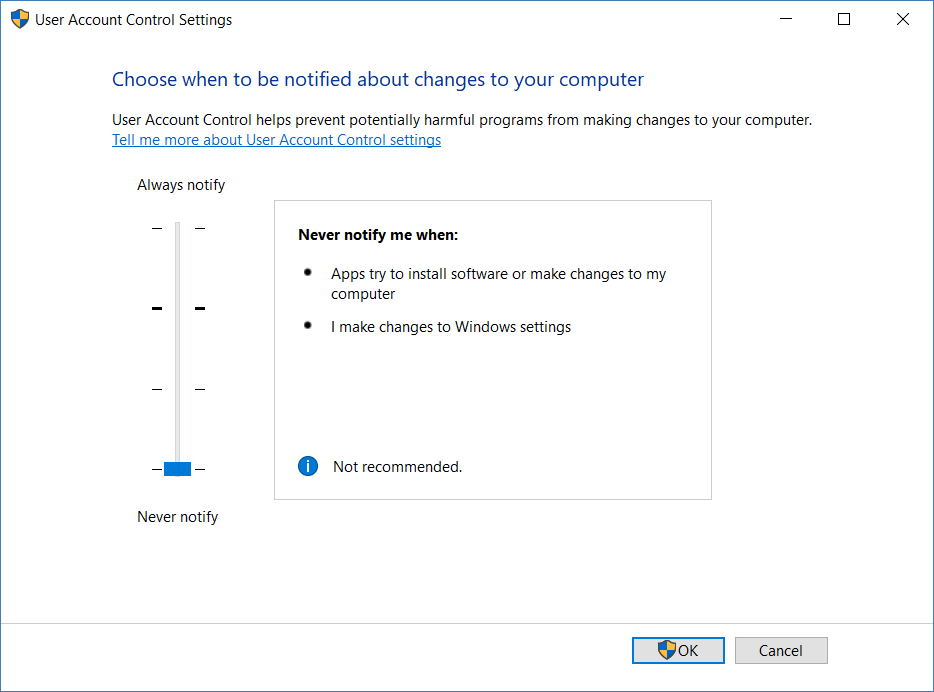 User Account Control Settings
Choose when to be notified about changes to your computer
User Account Control helps prevent potentially harmful programs from making changes to your computer.
Tell me more about User Account Control settings
Always notify
Never notify me when:
Apps try to install software or make changes to my
computer
I make changes to Windows settings
Not recommended.
Never notify
OK
Cancel